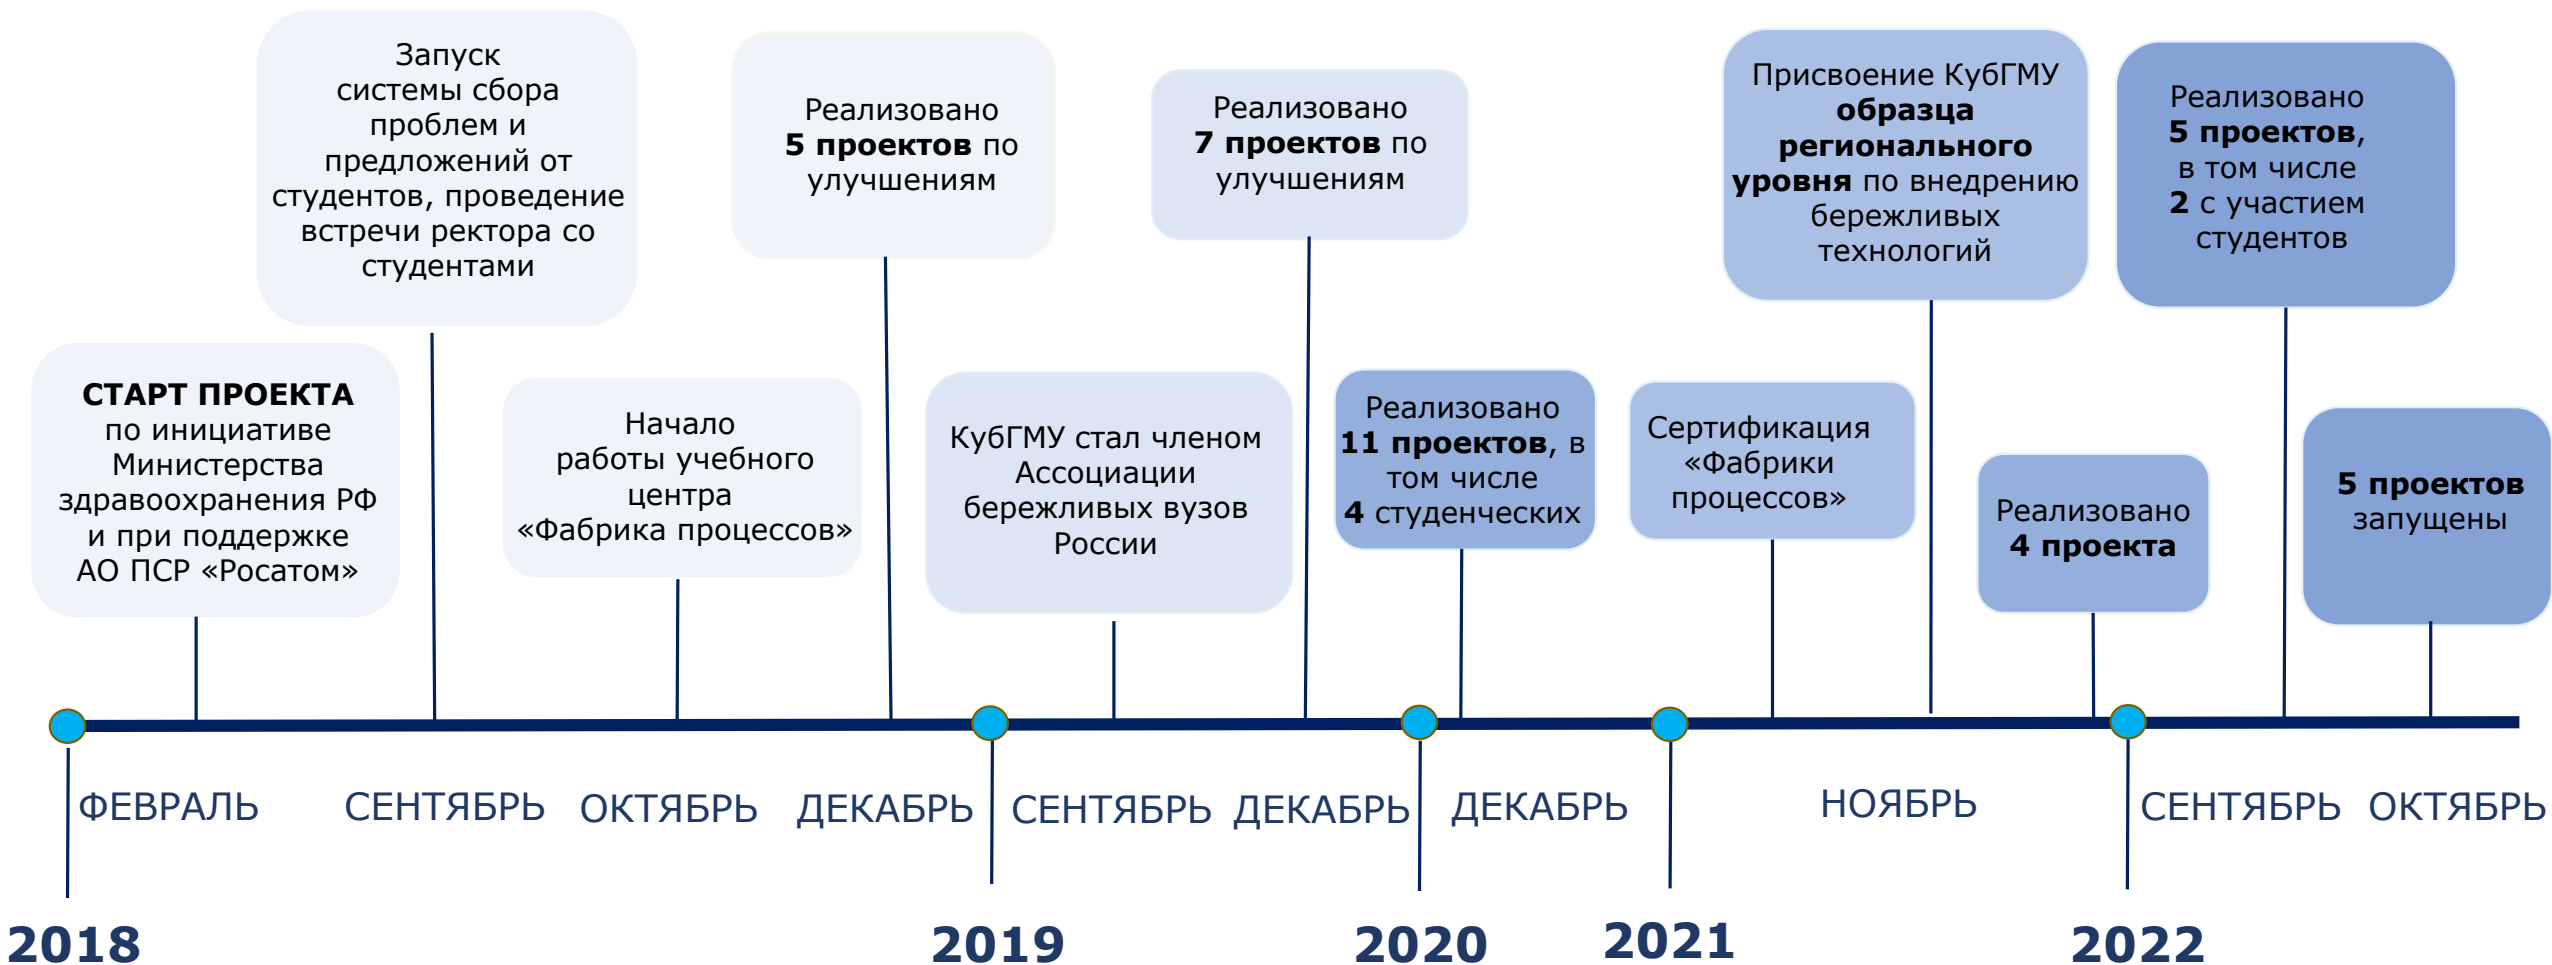 Запуск
системы сбора
проблем и
предложений от
студентов, проведение
встречи ректора со
студентами
Реализовано
5 проектов по
улучшениям
Реализовано
7 проектов по
улучшениям
Присвоение КубГМУ
образца
регионального
уровня по внедрению
бережливых
технологий
Реализовано
5 проектов,
в том числе
2 с участием
студентов
СТАРТ ПРОЕКТА
по инициативе
Министерства
здравоохранения РФ
и при поддержке
АО ПСР «Росатом»
Начало
работы учебного
центра
«Фабрика процессов»
КубГМУ стал членом
Ассоциации
бережливых вузов
России
Реализовано
11 проектов, в
том числе
4 студенческих
Сертификация
«Фабрики
процессов»
Реализовано
4 проекта
5 проектов
запущены
ФЕВРАЛЬ
СЕНТЯБРЬ
ОКТЯБРЬ
ДЕКАБРЬ
СЕНТЯБРЬ
ДЕКАБРЬ
ДЕКАБРЬ
НОЯБРЬ
СЕНТЯБРЬ
ОКТЯБРЬ
2018
2019
2020
2021
2022